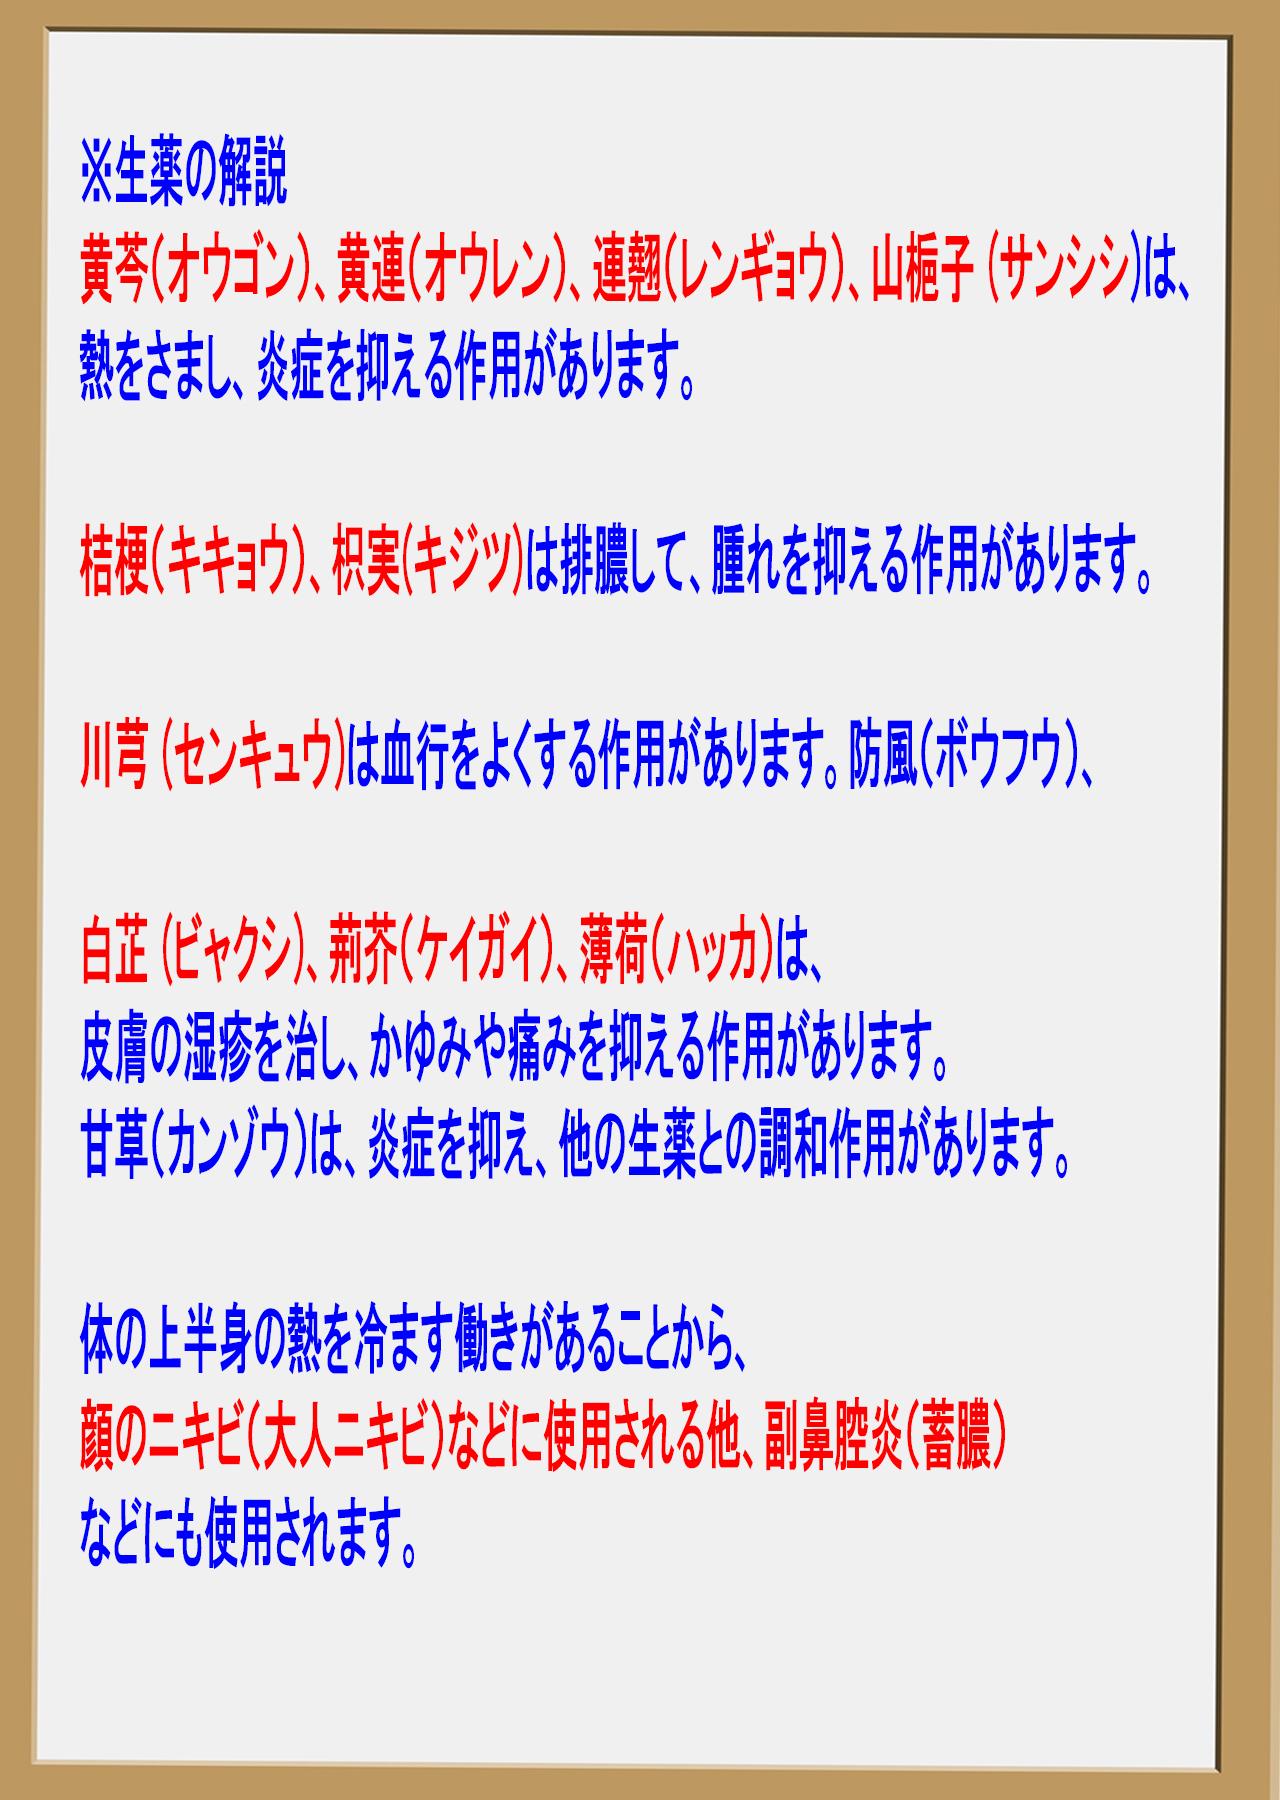 ※生薬の解説
黄芩（オウゴン）、黄連（オウレン）、連翹（レンギョウ）、山梔子（サンシシ）は、
熱をさまし、炎症を抑える作用があります。
桔梗（キキョウ）、枳実（キジツ）は排膿して、腫れを抑える作用があります。
川芎（センキュウ）は血行をよくする作用があります。防風（ボウフウ）、
白芷（ビャクシ）、荊芥（ケイガイ）、薄荷（ハッカ）は、
皮膚の湿疹を治し、かゆみや痛みを抑える作用があります。
甘草（カンゾウ）は、炎症を抑え、他の生薬との調和作用があります。
体の上半身の熱を冷ます働きがあることから、
顔のニキビ（大人ニキビ）などに使用される他、副鼻腔炎（蓄膿）
などにも使用されます。